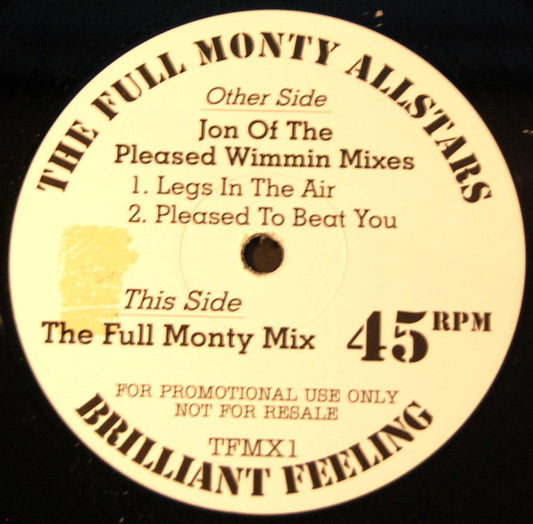 THE FULL MONTY ALLSTARS
Other Side
Jon Of The
Pleased Wimmin Mixes
1. Legs In The Air
2. Pleased To Beat You
This Side
The Full Monty Mix
45 RPM
FOR PROMOTIONAL USE ONLY
NOT FOR RESALE
TFMX1
BRILLIANT FEELING